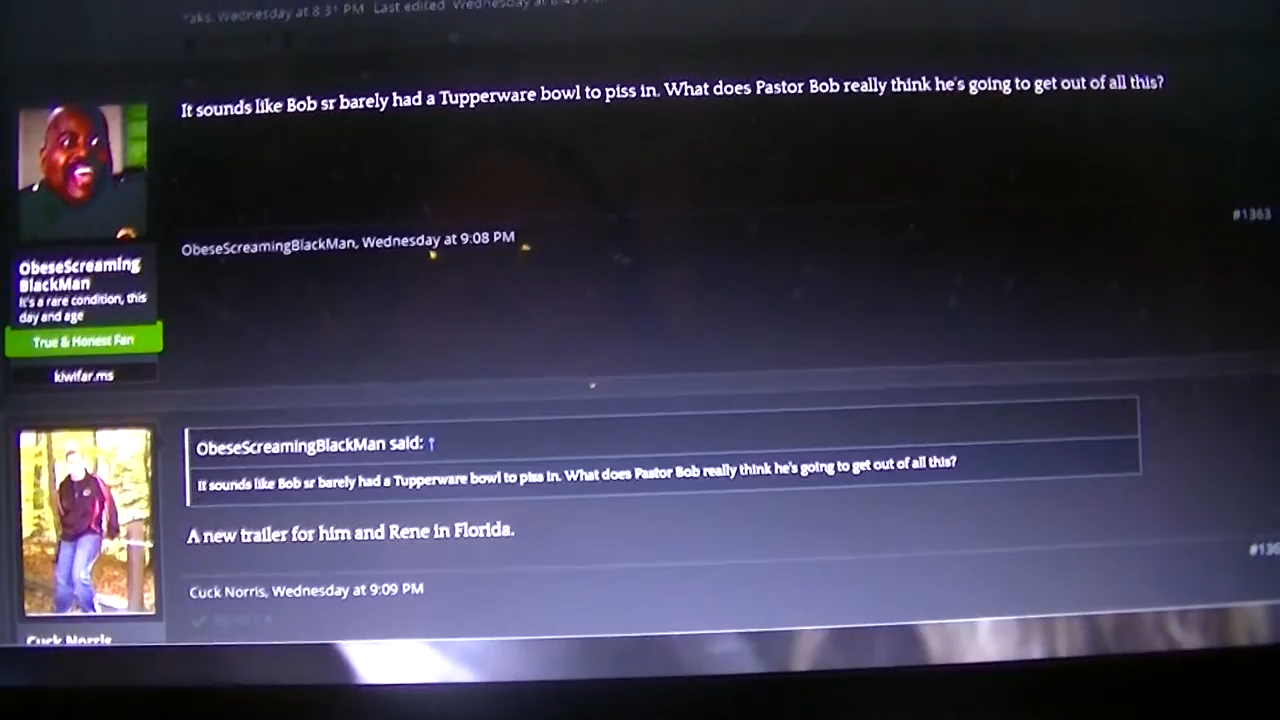 Wednesday at 8:31 PM Last edited Wednesday at
It sounds like Bob sr barely had a Tupperware bowl to piss in. What does Pastor Bob really think he's going to get out of all this?
#1363
ObeseScreamingBlackMan, Wednesday at 9:08 PM
ObeseScreaming
BlackMan
It's a rare condition, this
day and age
True & Honest Fan
kiwifar.ms
ObeseScreamingBlackMan said: ↑
It sounds like Bob sr barely had a Tupperware bowl to piss in. What does Pastor Bob really think he's going to get out of all this?
A new trailer for him and Rene in Florida.
Cuck Norris, Wednesday at 9:09 PM
Cuck Norris